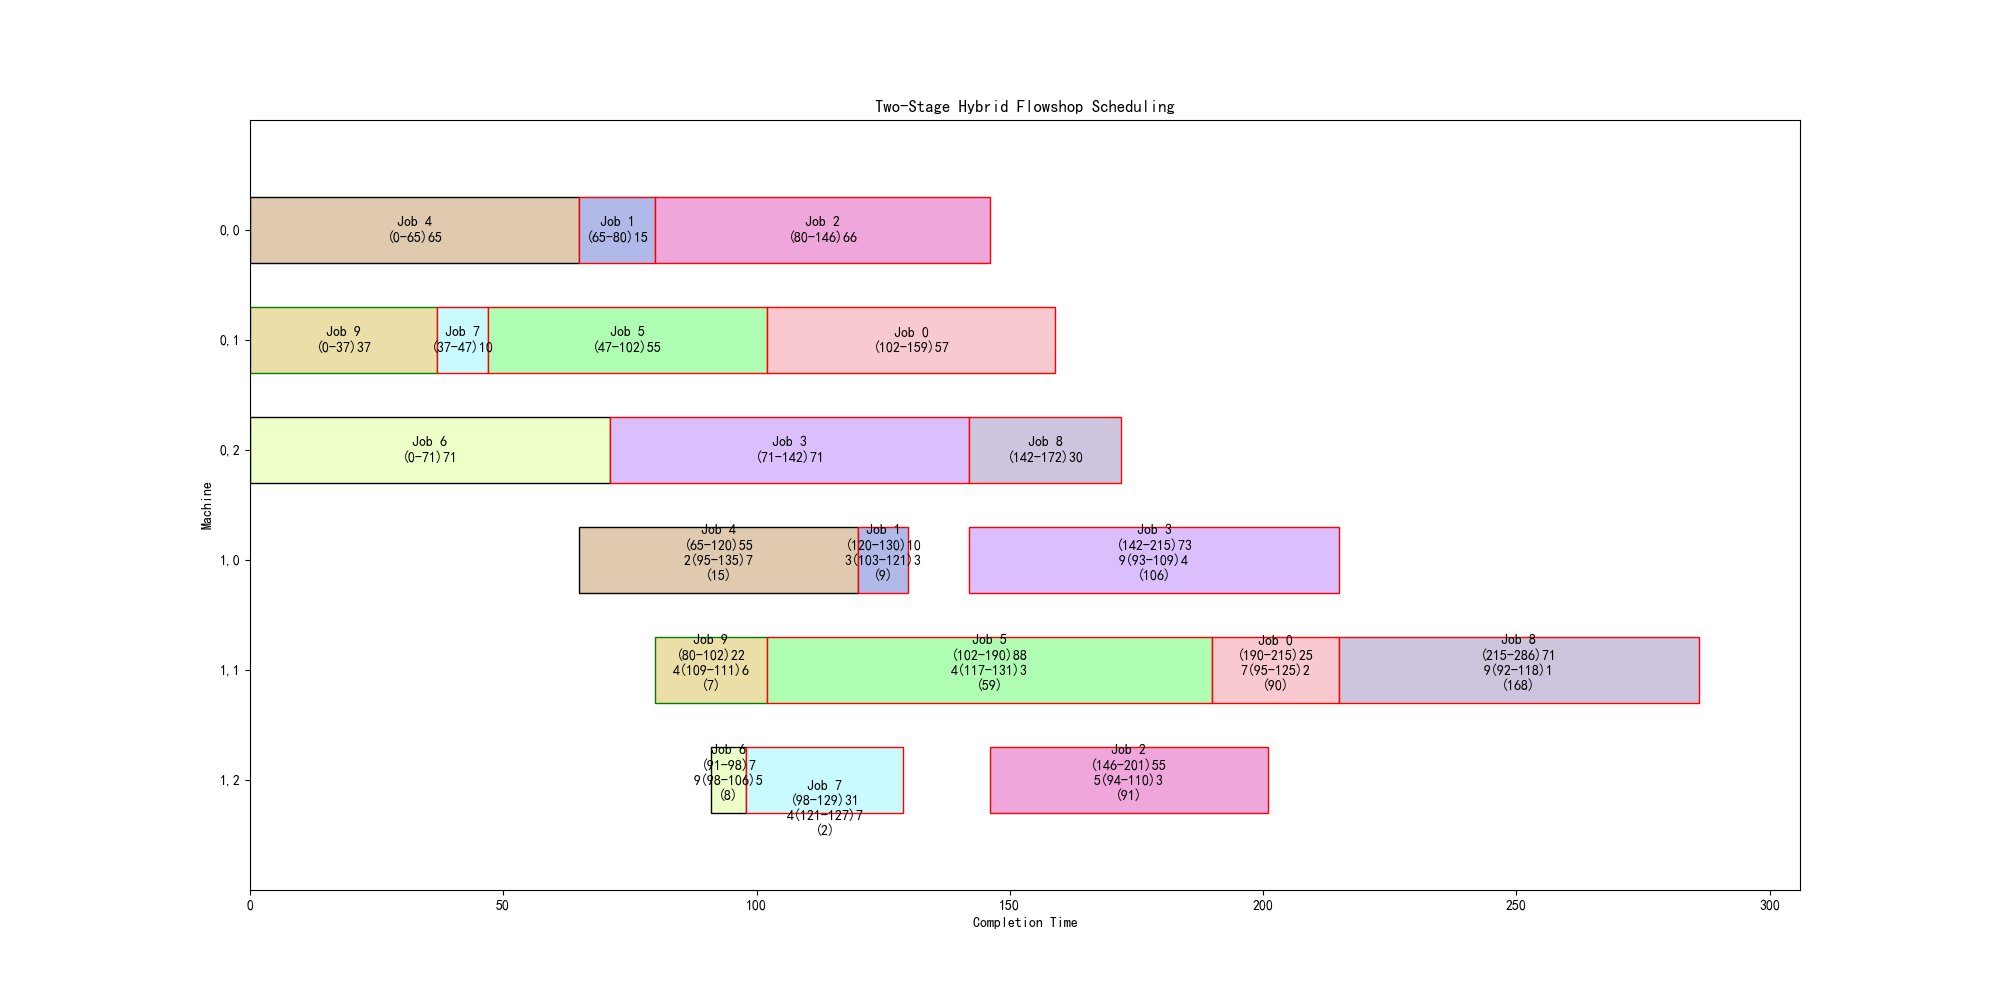 Two-Stage Hybrid Flowshop Scheduling
Machine
0,0
Job 4
(0-65)65
Job 1
(65-80)15
Job 2
(80-146)66
0,1
Job 9
(0-37)37
Job 7
(37-47)10
Job 5
(47-102)55
Job 0
(102-159)57
0,2
Job 6
(0-71)71
Job 3
(71-142)71
Job 8
(142-172)30
1,0
Job 4
(65-120)55
2(95-135)7
(15)
Job 1
(120-130)10
3(103-121)3
(9)
Job 3
(142-215)73
9(93-109)4
(106)
1,1
Job 9
(80-102)22
4(109-111)6
(7)
Job 5
(102-190)88
4(117-131)3
(59)
Job 0
(190-215)25
7(95-125)2
(90)
Job 8
(215-286)71
9(92-118)1
(168)
1,2
Job 6
(91-98)7
9(98-106)5
(8)
Job 7
(98-129)31
4(121-127)7
(2)
Job 2
(146-201)55
5(94-110)3
(91)
0
50
100
150
200
250
300
Completion Time